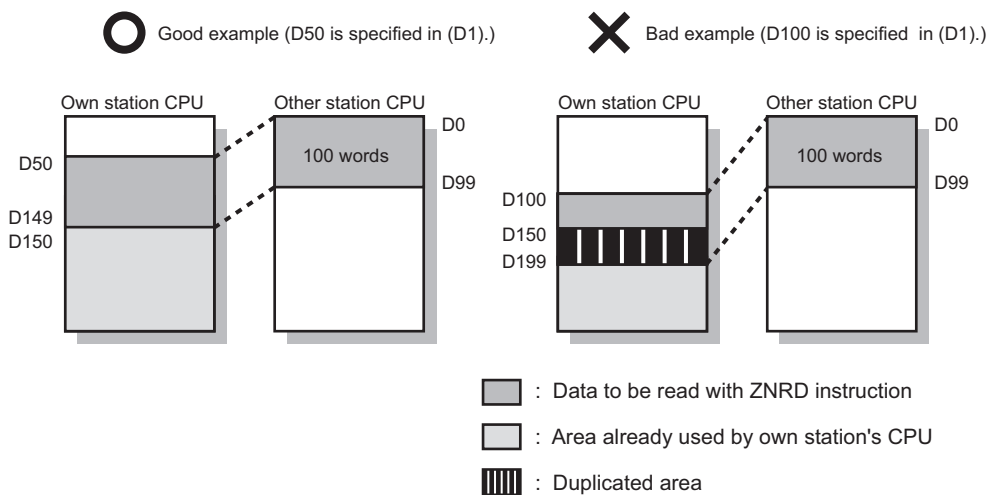 Good example (D50 is specified in (D1).)
Bad example (D100 is specified in (D1).)
Own station CPU
Other station CPU
D0
100 words
D50
D99
D149
D150
Own station CPU
Other station CPU
D0
100 words
D99
D100
D150
D199
: Data to be read with ZNRD instruction
: Area already used by own station's CPU
: Duplicated area